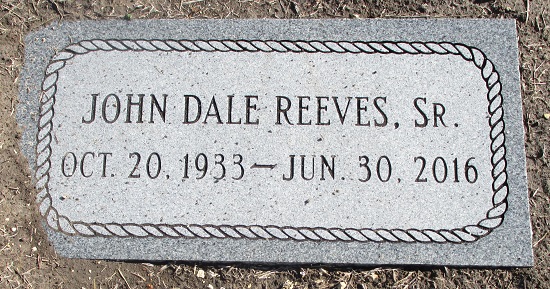 JOHN DALE REEVES, SR.
OCT. 20, 1933 — JUN. 30, 2016